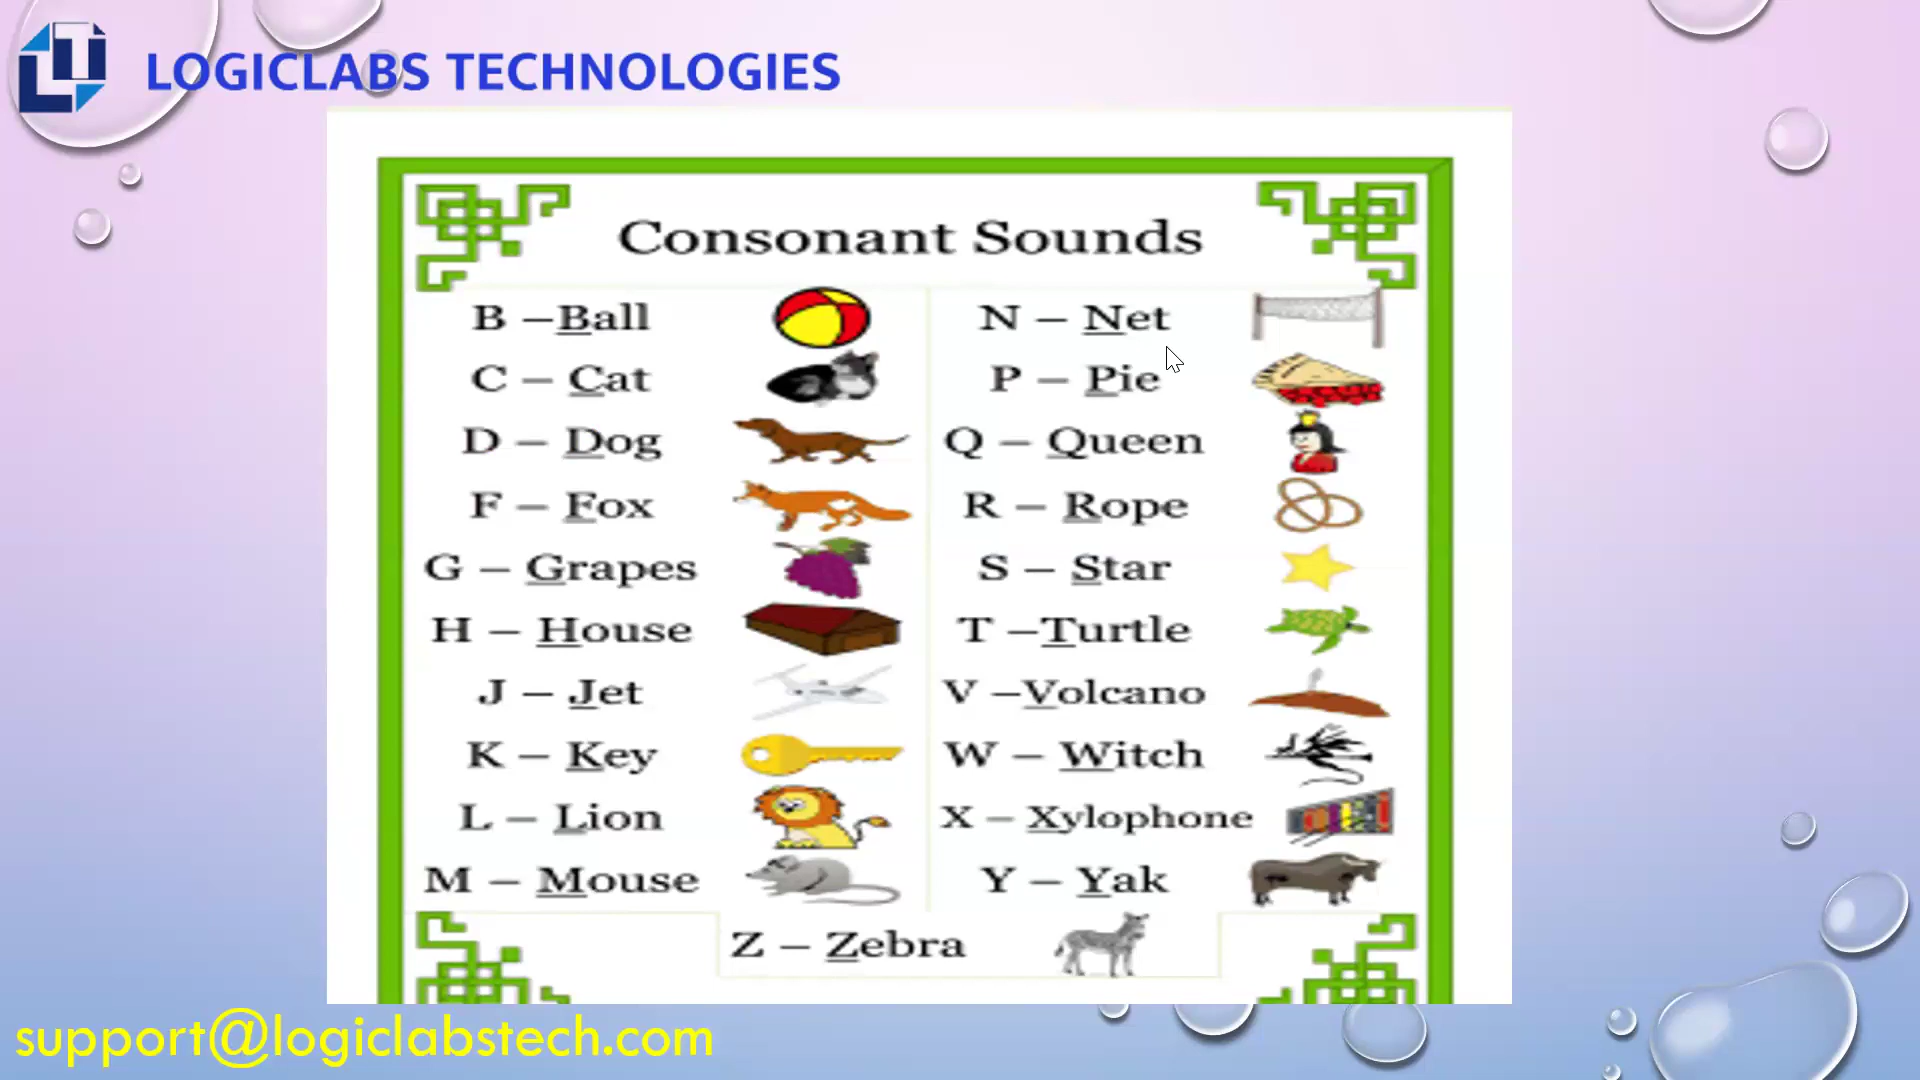 LOGICLABS TECHNOLOGIES
Consonant Sounds
B –Ball
C – Cat
D – Dog
F – Fox
G – Grapes
H – House
J – Jet
K – Key
L – Lion
M – Mouse
N – Net
P – Pie
Q – Queen
R – Rope
S – Star
T –Turtle
V –Volcano
W – Witch
X – Xylophone
Y – Yak
Z – Zebra
support@logiclabstech.com